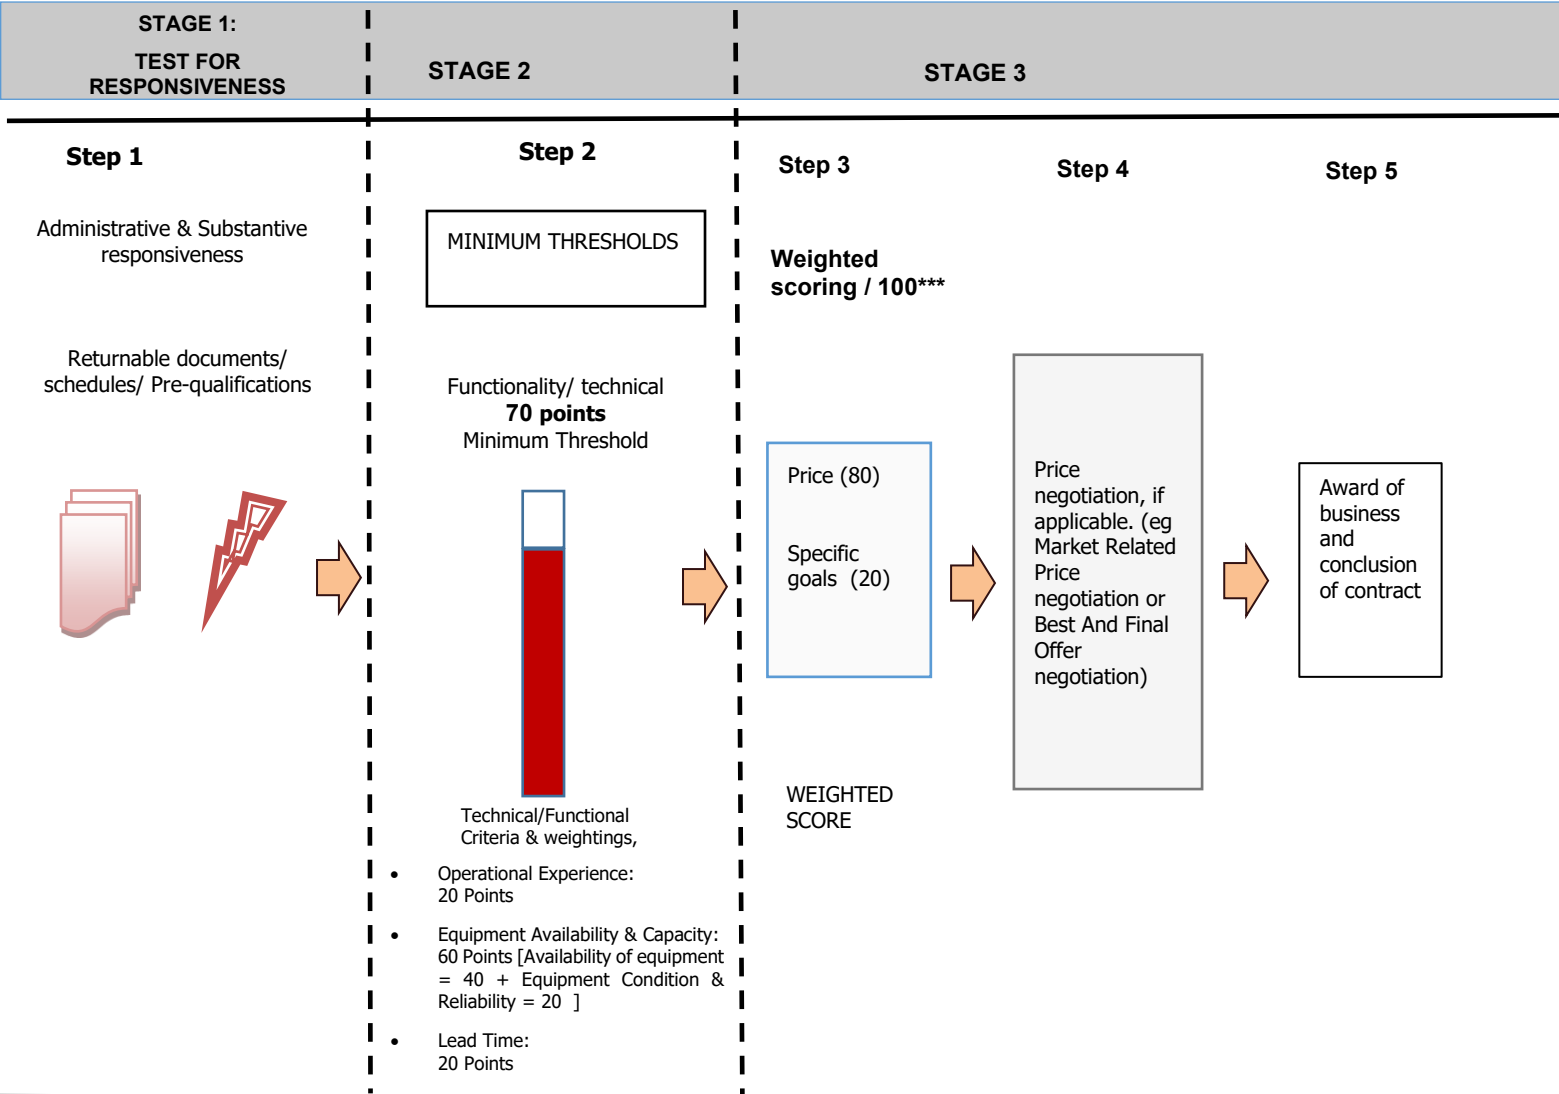 STAGE 1:
TEST FOR
RESPONSIVENESS
STAGE 2
STAGE 3
Step 1
Administrative & Substantive
responsiveness
Returnable documents/
schedules/ Pre-qualifications
Step 2
MINIMUM THRESHOLDS
Functionality/ technical
70 points
Minimum Threshold
Technical/Functional
Criteria & weightings,
• Operational Experience:
20 Points
• Equipment Availability & Capacity:
60 Points [Availability of equipment
= 40 + Equipment Condition &
Reliability = 20 ]
• Lead Time:
20 Points
Step 3
Weighted
scoring / 100***
Price (80)
Specific
goals (20)
WEIGHTED
SCORE
Step 4
Price
negotiation, if
applicable. (eg
Market Related
Price
negotiation or
Best And Final
Offer
negotiation)
Step 5
Award of
business
and
conclusion
of contract